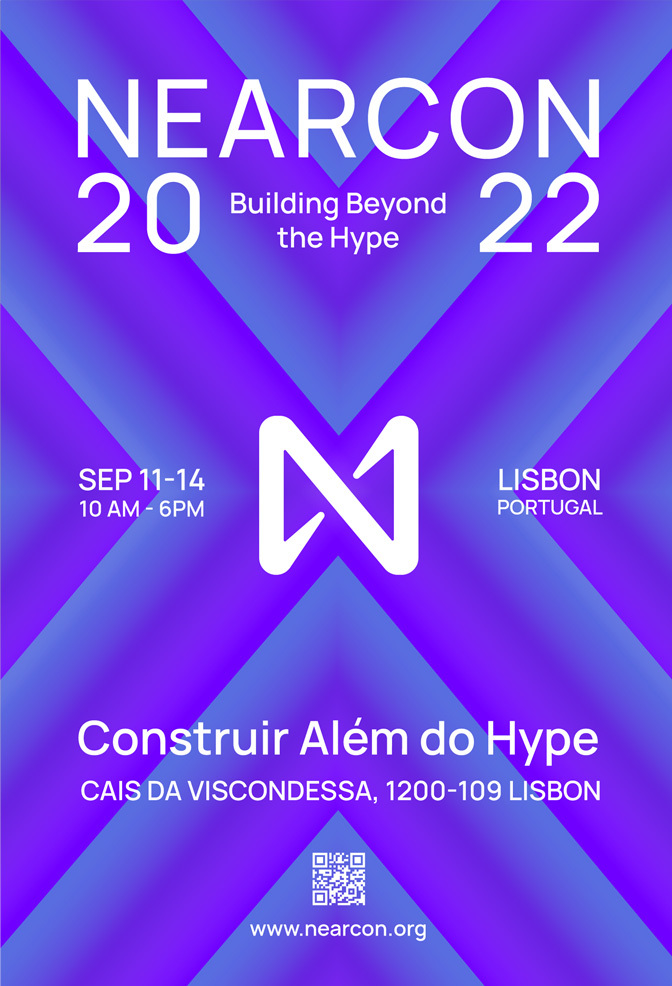 NEARCON
20 22
Building Beyond
the Hype
SEP 11-14
10 AM - 6PM
LISBON
PORTUGAL
Construir Além do Hype
CAIS DA VISCONDESSA, 1200-109 LISBON
www.nearcon.org